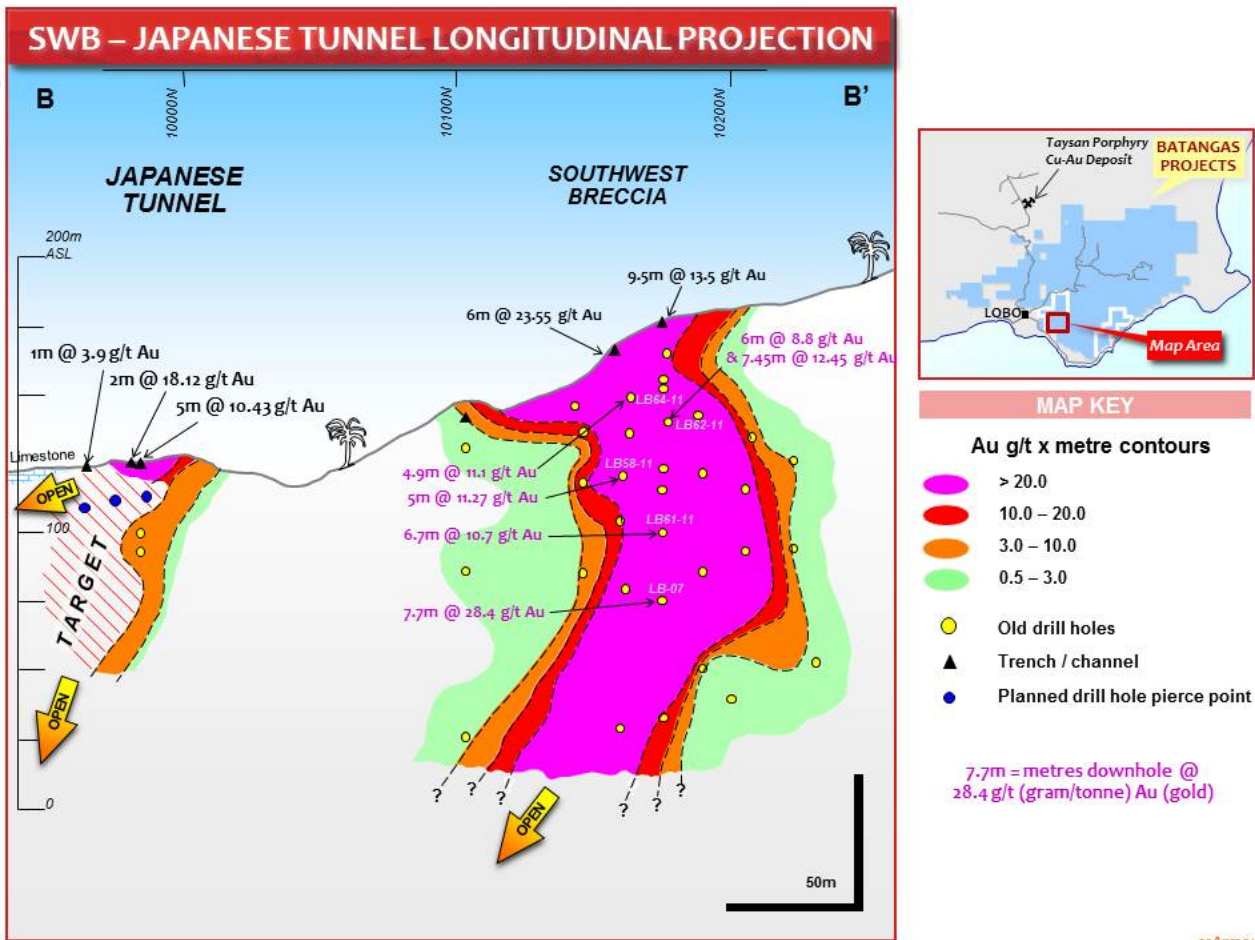 SWB – JAPANESE TUNNEL LONGITUDINAL PROJECTION
B
B’
10000N
10100N
10200N
JAPANESE
TUNNEL
SOUTHWEST
BRECCIA
200m
ASL
9.5m @ 13.5 g/t Au
6m @ 23.55 g/t Au
6m @ 8.8 g/t Au
& 7.45m @ 12.45 g/t Au
1m @ 3.9 g/t Au
2m @ 18.12 g/t Au
5m @ 10.43 g/t Au
LB64-11
LB62-11
Limestone
LB58-11
4.9m @ 11.1 g/t Au
5m @ 11.27 g/t Au
OPEN
100
LB61-11
6.7m @ 10.7 g/t Au
TARGET
LB-07
7.7m @ 28.4 g/t Au
OPEN
0
? ? ? ? ? ?
OPEN
50m
Taysan Porphyry
Cu-Au Deposit
BATANGAS
PROJECTS
LOBO
Map Area
MAP KEY
Au g/t x metre contours
> 20.0
10.0 – 20.0
3.0 – 10.0
0.5 – 3.0
Old drill holes
Trench / channel
Planned drill hole pierce point
7.7m = metres downhole @
28.4 g/t (gram/tonne) Au (gold)